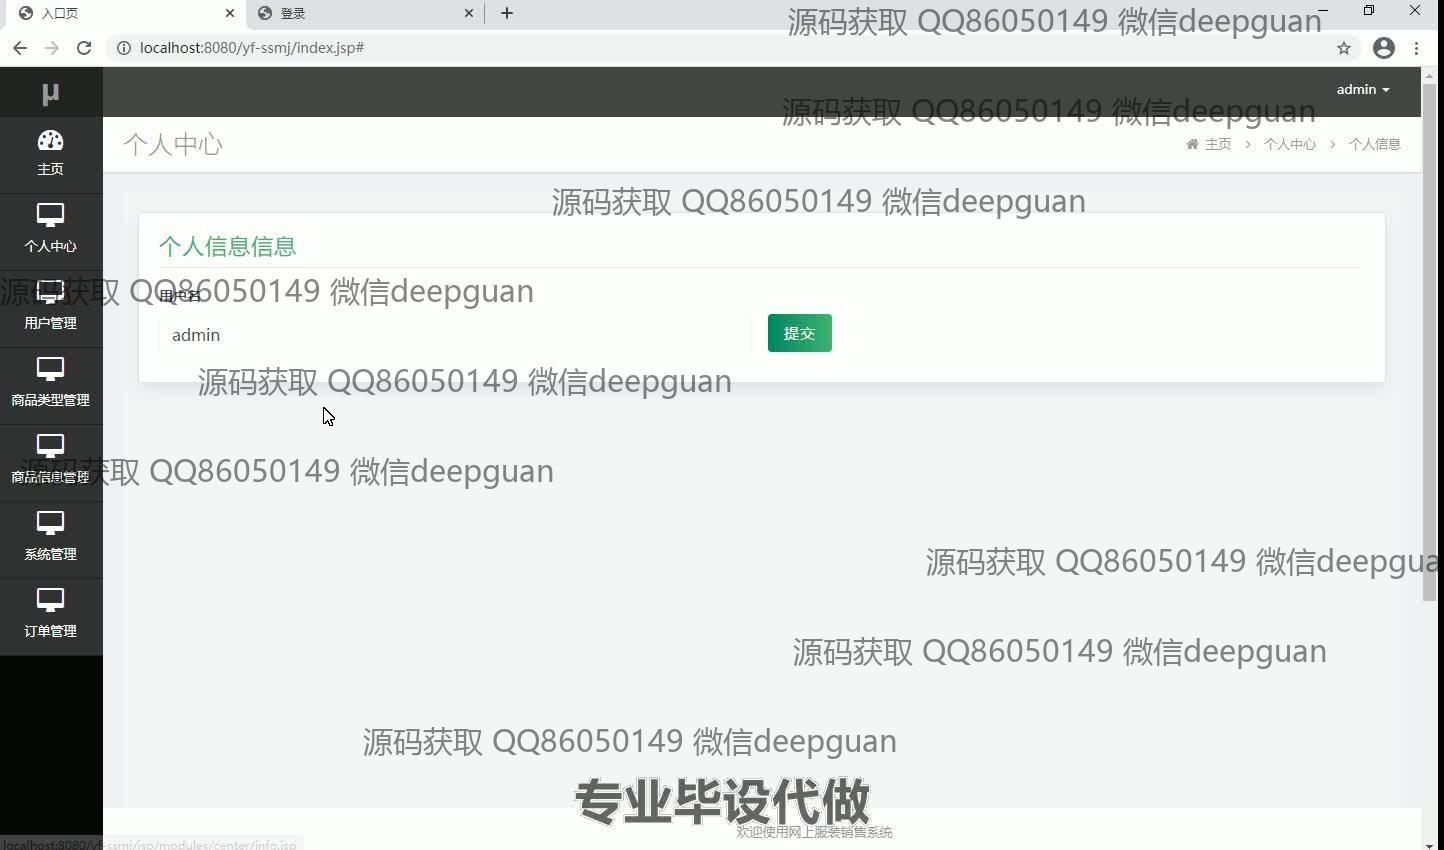 入口页
登录
源码获取 QQ86050149 微信deepguan
localhost:8080/yf-ssmj/index.jsp#
μ
admin
源码获取 QQ86050149 微信deepguan
主页
个人中心
主页 > 个人中心 > 个人信息
源码获取 QQ86050149 微信deepguan
个人中心
个人信息信息
源码获取 QQ86050149 微信deepguan
用户名
用户管理
admin
提交
源码获取 QQ86050149 微信deepguan
商品类型管理
源码获取 QQ86050149 微信deepguan
商品信息管理
系统管理
源码获取 QQ86050149 微信deepgua
订单管理
源码获取 QQ86050149 微信deepguan
源码获取 QQ86050149 微信deepguan
专业毕设代做
欢迎使用网上服装销售系统
localhost:8080/yf-ssmj/jsp/modules/center/info.jsp